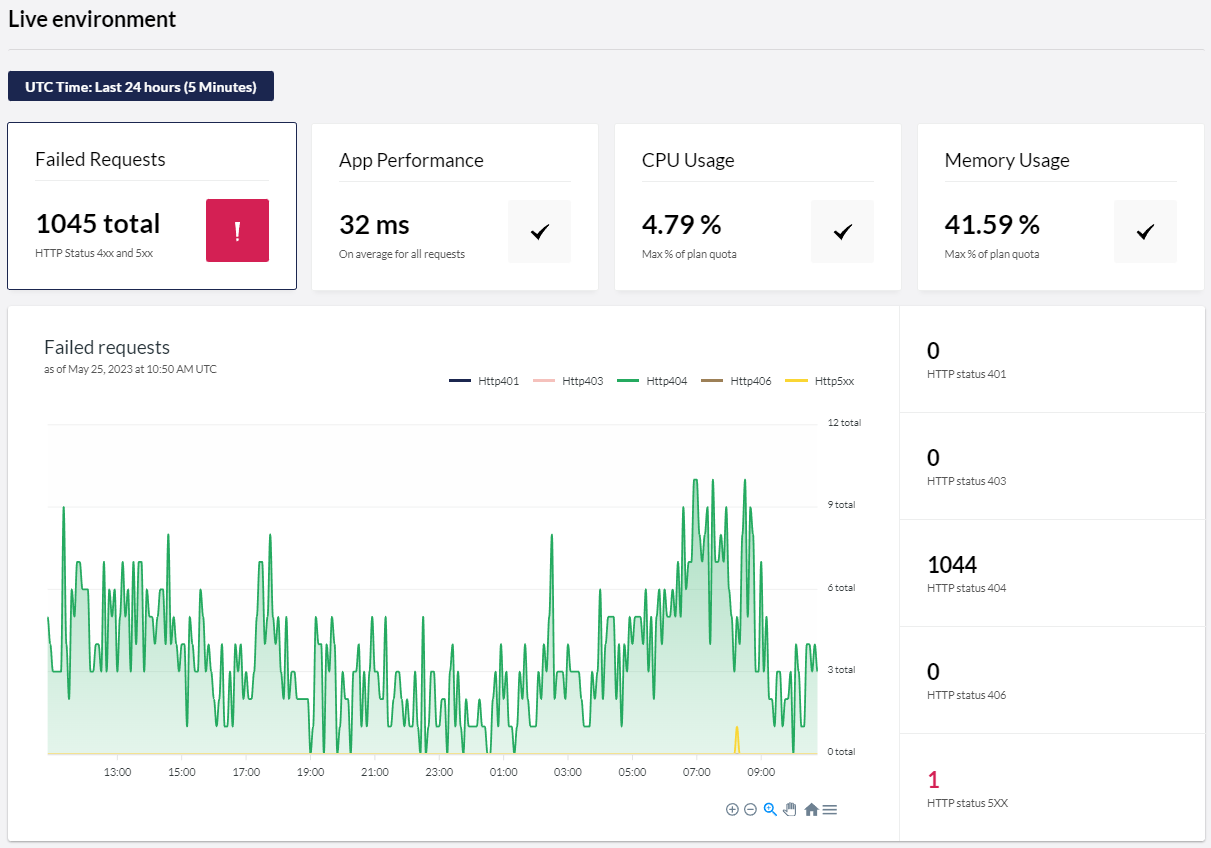 Live environment
UTC Time: Last 24 hours (5 Minutes)
Failed Requests
1045 total
HTTP Status 4xx and 5xx
!
App Performance
32 ms
On average for all requests
CPU Usage
4.79 %
Max % of plan quota
Memory Usage
41.59 %
Max % of plan quota
Failed requests
as of May 25, 2023 at 10:50 AM UTC
Http401 Http403 Http404 Http406 Http5xx
12 total
9 total
6 total
3 total
0 total
13:00 15:00 17:00 19:00 21:00 23:00 01:00 03:00 05:00 07:00 09:00
0
HTTP status 401
0
HTTP status 403
1044
HTTP status 404
0
HTTP status 406
1
HTTP status 5XX